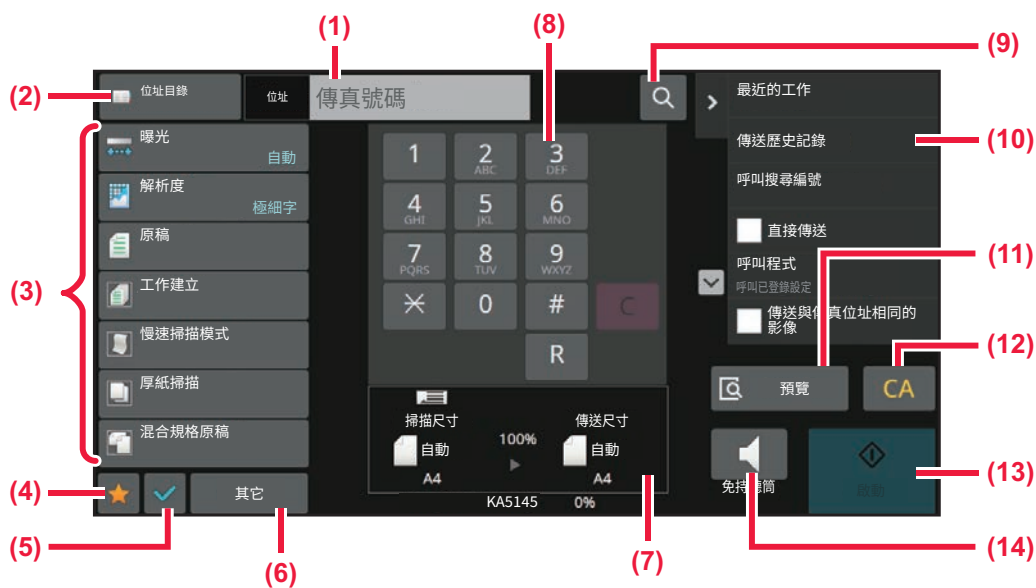 (1)
(8)
(9)
(2)
位址目錄
位址
傳真號碼
最近的工作
(3)
曝光
自動
解析度
極細字
原稿
工作建立
慢速掃描模式
厚紙掃描
混合規格原稿
1
2
ABC
3
DEF
4
GHI
5
JKL
6
MNO
7
PQRS
8
TUV
9
WXYZ
0
#
C
R
傳送歷史記錄
(10)
呼叫搜尋編號
直接傳送
(11)
呼叫程式
呼叫已登錄設定
傳送與傳真位址相同的
影像
(12)
預覽
CA
掃描尺寸
自動
A4
100%
傳送尺寸
自動
A4
免持聽筒
啟動
(13)
(4)
(5)
其它
(6)
KA5145 0%
(7)
(14)